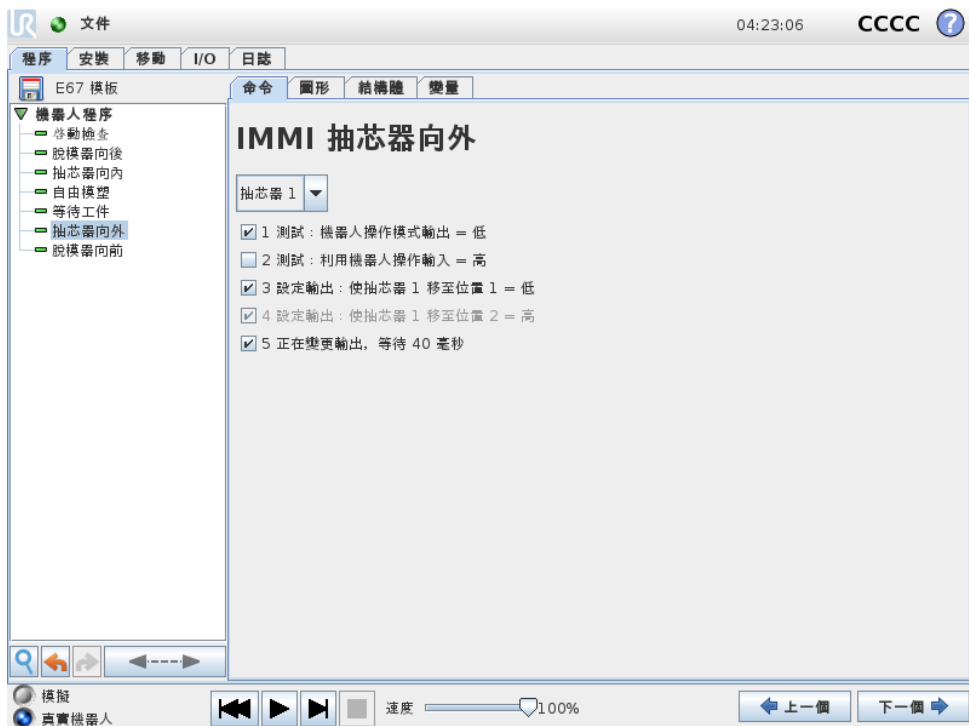 UR 文件 04:23:06 CCCC ?
程序 安裝 移動 I/O 日誌
E67 模板
命令 圖形 結構體 變量
機器人程序
啓動檢查
脫模器向後
抽芯器向內
自由模塑
等待工件
抽芯器向外
脫模器向前
IMMI 抽芯器向外
抽芯器 1
1 測試：機器人操作模式輸出 = 低
2 測試：利用機器人操作輸入 = 高
3 設定輸出：使抽芯器 1 移至位置 1 = 低
4 設定輸出：使抽芯器 1 移至位置 2 = 高
5 正在變更輸出，等待 40 毫秒
模擬
真實機器人
速度 100%
上一個 下一個